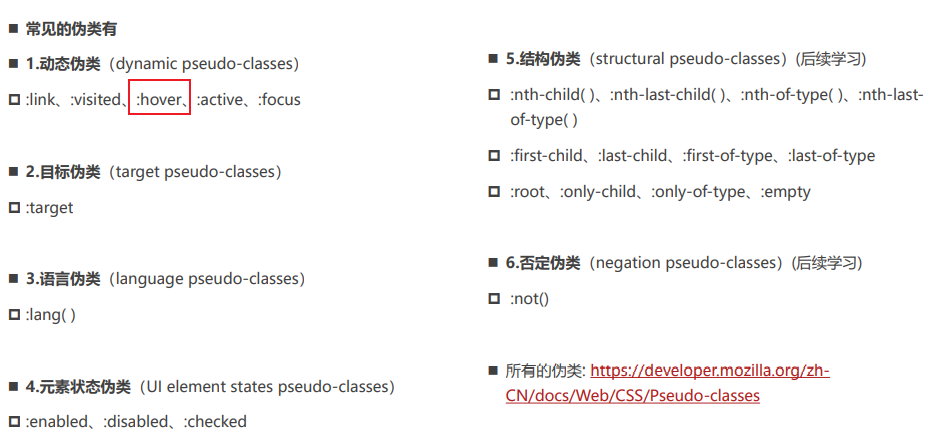 常见的伪类有
1.动态伪类（dynamic pseudo-classes）
:link、:visited、:hover、:active、:focus
2.目标伪类（target pseudo-classes）
:target
3.语言伪类（language pseudo-classes）
:lang( )
4.元素状态伪类（UI element states pseudo-classes）
:enabled、:disabled、:checked
5.结构伪类（structural pseudo-classes）(后续学习)
:nth-child( )、:nth-last-child( )、:nth-of-type( )、:nth-last-
of-type( )
:first-child、:last-child、:first-of-type、:last-of-type
:root、:only-child、:only-of-type、:empty
6.否定伪类（negation pseudo-classes）(后续学习)
:not()
所有的伪类: https://developer.mozilla.org/zh-
CN/docs/Web/CSS/Pseudo-classes